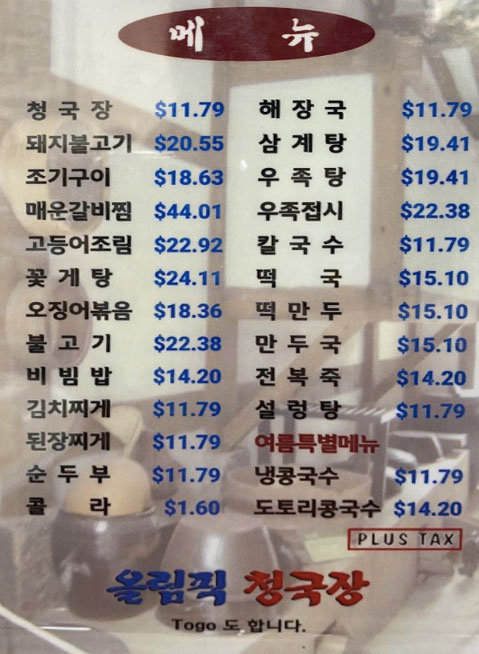 메 뉴
청 국 장 $11.79
돼지불고기 $20.55
조기구이 $18.63
매운갈비찜 $44.01
고등어조림 $22.92
꽃 게 탕 $24.11
오징어볶음 $18.36
불 고 기 $22.38
비 빔 밥 $14.20
김치찌게 $11.79
된장찌게 $11.79
순 두 부 $11.79
콜 라 $1.60
해 장 국 $11.79
삼 계 탕 $19.41
우 족 탕 $19.41
우족접시 $22.38
칼 국 수 $11.79
떡 국 $15.10
떡 만 두 $15.10
만 두 국 $15.10
전 복 죽 $14.20
설 렁 탕 $11.79
여름특별메뉴
냉콩국수 $11.79
도토리콩국수 $14.20
PLUS TAX
올림픽 청국장
Togo 도 합니다.